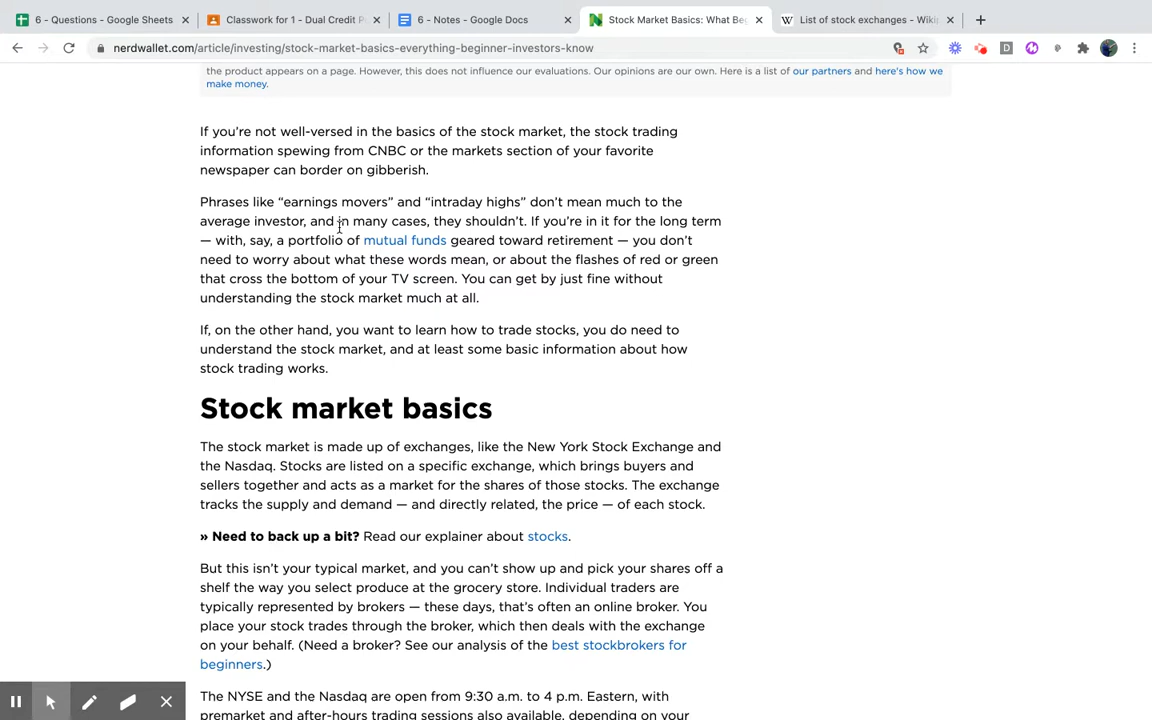 6 - Questions - Google Sheets
Classwork for 1 - Dual Credit P
6 - Notes - Google Docs
Stock Market Basics: What Beg
List of stock exchanges - Wikip
nerdwallet.com/article/investing/stock-market-basics-everything-beginner-investors-know
the product appears on a page. However, this does not influence our evaluations. Our opinions are our own. Here is a list of our partners and here's how we
make money.
If you’re not well-versed in the basics of the stock market, the stock trading
information spewing from CNBC or the markets section of your favorite
newspaper can border on gibberish.
Phrases like “earnings movers” and “intraday highs” don’t mean much to the
average investor, and in many cases, they shouldn’t. If you’re in it for the long term
— with, say, a portfolio of mutual funds geared toward retirement — you don’t
need to worry about what these words mean, or about the flashes of red or green
that cross the bottom of your TV screen. You can get by just fine without
understanding the stock market much at all.
If, on the other hand, you want to learn how to trade stocks, you do need to
understand the stock market, and at least some basic information about how
stock trading works.
Stock market basics
The stock market is made up of exchanges, like the New York Stock Exchange and
the Nasdaq. Stocks are listed on a specific exchange, which brings buyers and
sellers together and acts as a market for the shares of those stocks. The exchange
tracks the supply and demand — and directly related, the price — of each stock.
» Need to back up a bit? Read our explainer about stocks.
But this isn’t your typical market, and you can’t show up and pick your shares off a
shelf the way you select produce at the grocery store. Individual traders are
typically represented by brokers — these days, that’s often an online broker. You
place your stock trades through the broker, which then deals with the exchange
on your behalf. (Need a broker? See our analysis of the best stockbrokers for
beginners.)
The NYSE and the Nasdaq are open from 9:30 a.m. to 4 p.m. Eastern, with
premarket and after-hours trading sessions also available, depending on your